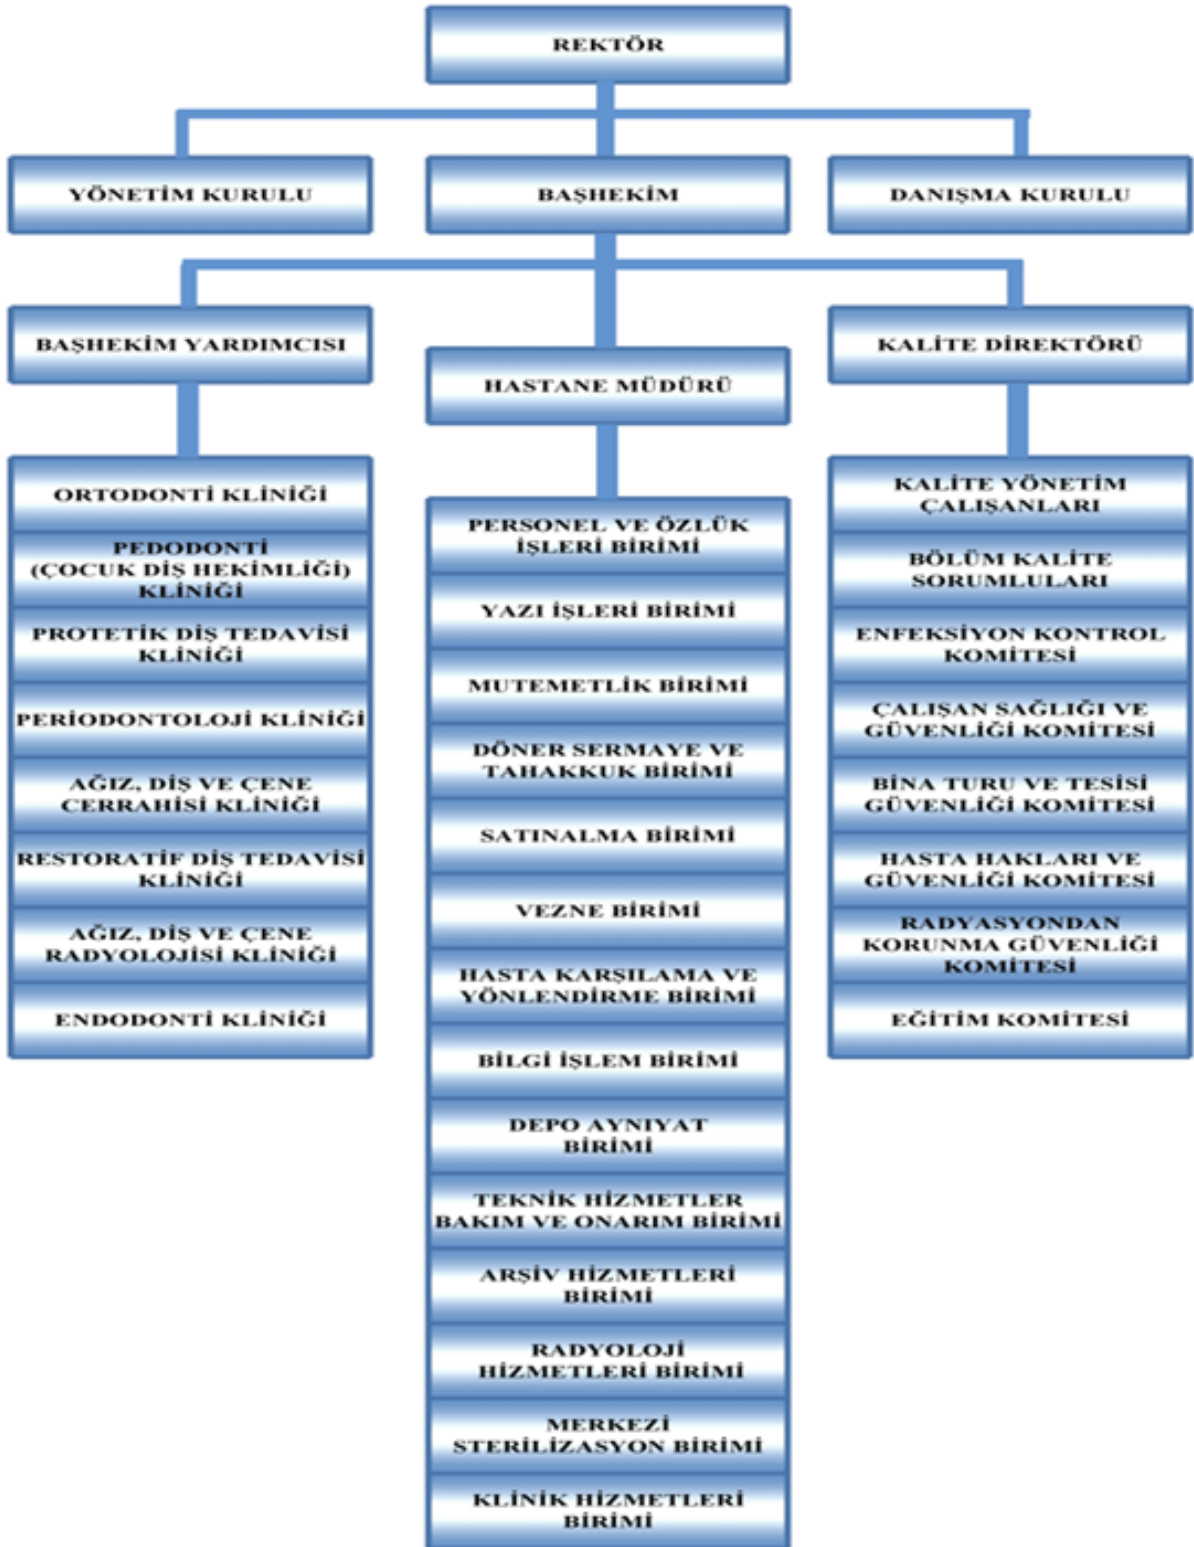 REKTÖR
YÖNETİM KURULU
BAŞHEKİM
DANIŞMA KURULU
BAŞHEKİM YARDIMCISI
HASTANE MÜDÜRÜ
KALİTE DİREKTÖRÜ
ORTODONTİ KLİNİĞİ
PEDODONTİ
(ÇOCUK DİŞ HEKİMLİĞİ)
KLİNİĞİ
PROTETİK DİŞ TEDAVİSİ
KLİNİĞİ
PERİODONTOLOJİ KLİNİĞİ
AĞIZ, DİŞ VE ÇENE
CERRAHİSİ KLİNİĞİ
RESTORATİF DİŞ TEDAVİSİ
KLİNİĞİ
AĞIZ, DİŞ VE ÇENE
RADYOLOJİSİ KLİNİĞİ
ENDODONTİ KLİNİĞİ
PERSONEL VE ÖZLÜK
İŞLERİ BİRİMİ
YAZI İŞLERİ BİRİMİ
MUTEMETLİK BİRİMİ
DÖNER SERMAYE VE
TAHAKKUK BİRİMİ
SATINALMA BİRİMİ
VEZNE BİRİMİ
HASTA KARŞILAMA VE
YÖNLENDİRME BİRİMİ
BİLGİ İŞLEM BİRİMİ
DEPO AYNIYAT
BİRİMİ
TEKNİK HİZMETLER
BAKIM VE ONARIM BİRİMİ
ARŞİV HİZMETLERİ
BİRİMİ
RADYOLOJİ
HİZMETLERİ BİRİMİ
MERKEZİ
STERİLİZASYON BİRİMİ
KLİNİK HİZMETLERİ
BİRİMİ
KALİTE YÖNETİM
ÇALIŞANLARI
BÖLÜM KALİTE
SORUMLULARI
ENFEKSİYON KONTROL
KOMİTESİ
ÇALIŞAN SAĞLIĞI VE
GÜVENLİĞİ KOMİTESİ
BİNA TURU VE TESİSİ
GÜVENLİĞİ KOMİTESİ
HASTA HAKLARI VE
GÜVENLİĞİ KOMİTESİ
RADYASYONDAN
KORUNMA GÜVENLİĞİ
KOMİTESİ
EĞİTİM KOMİTESİ